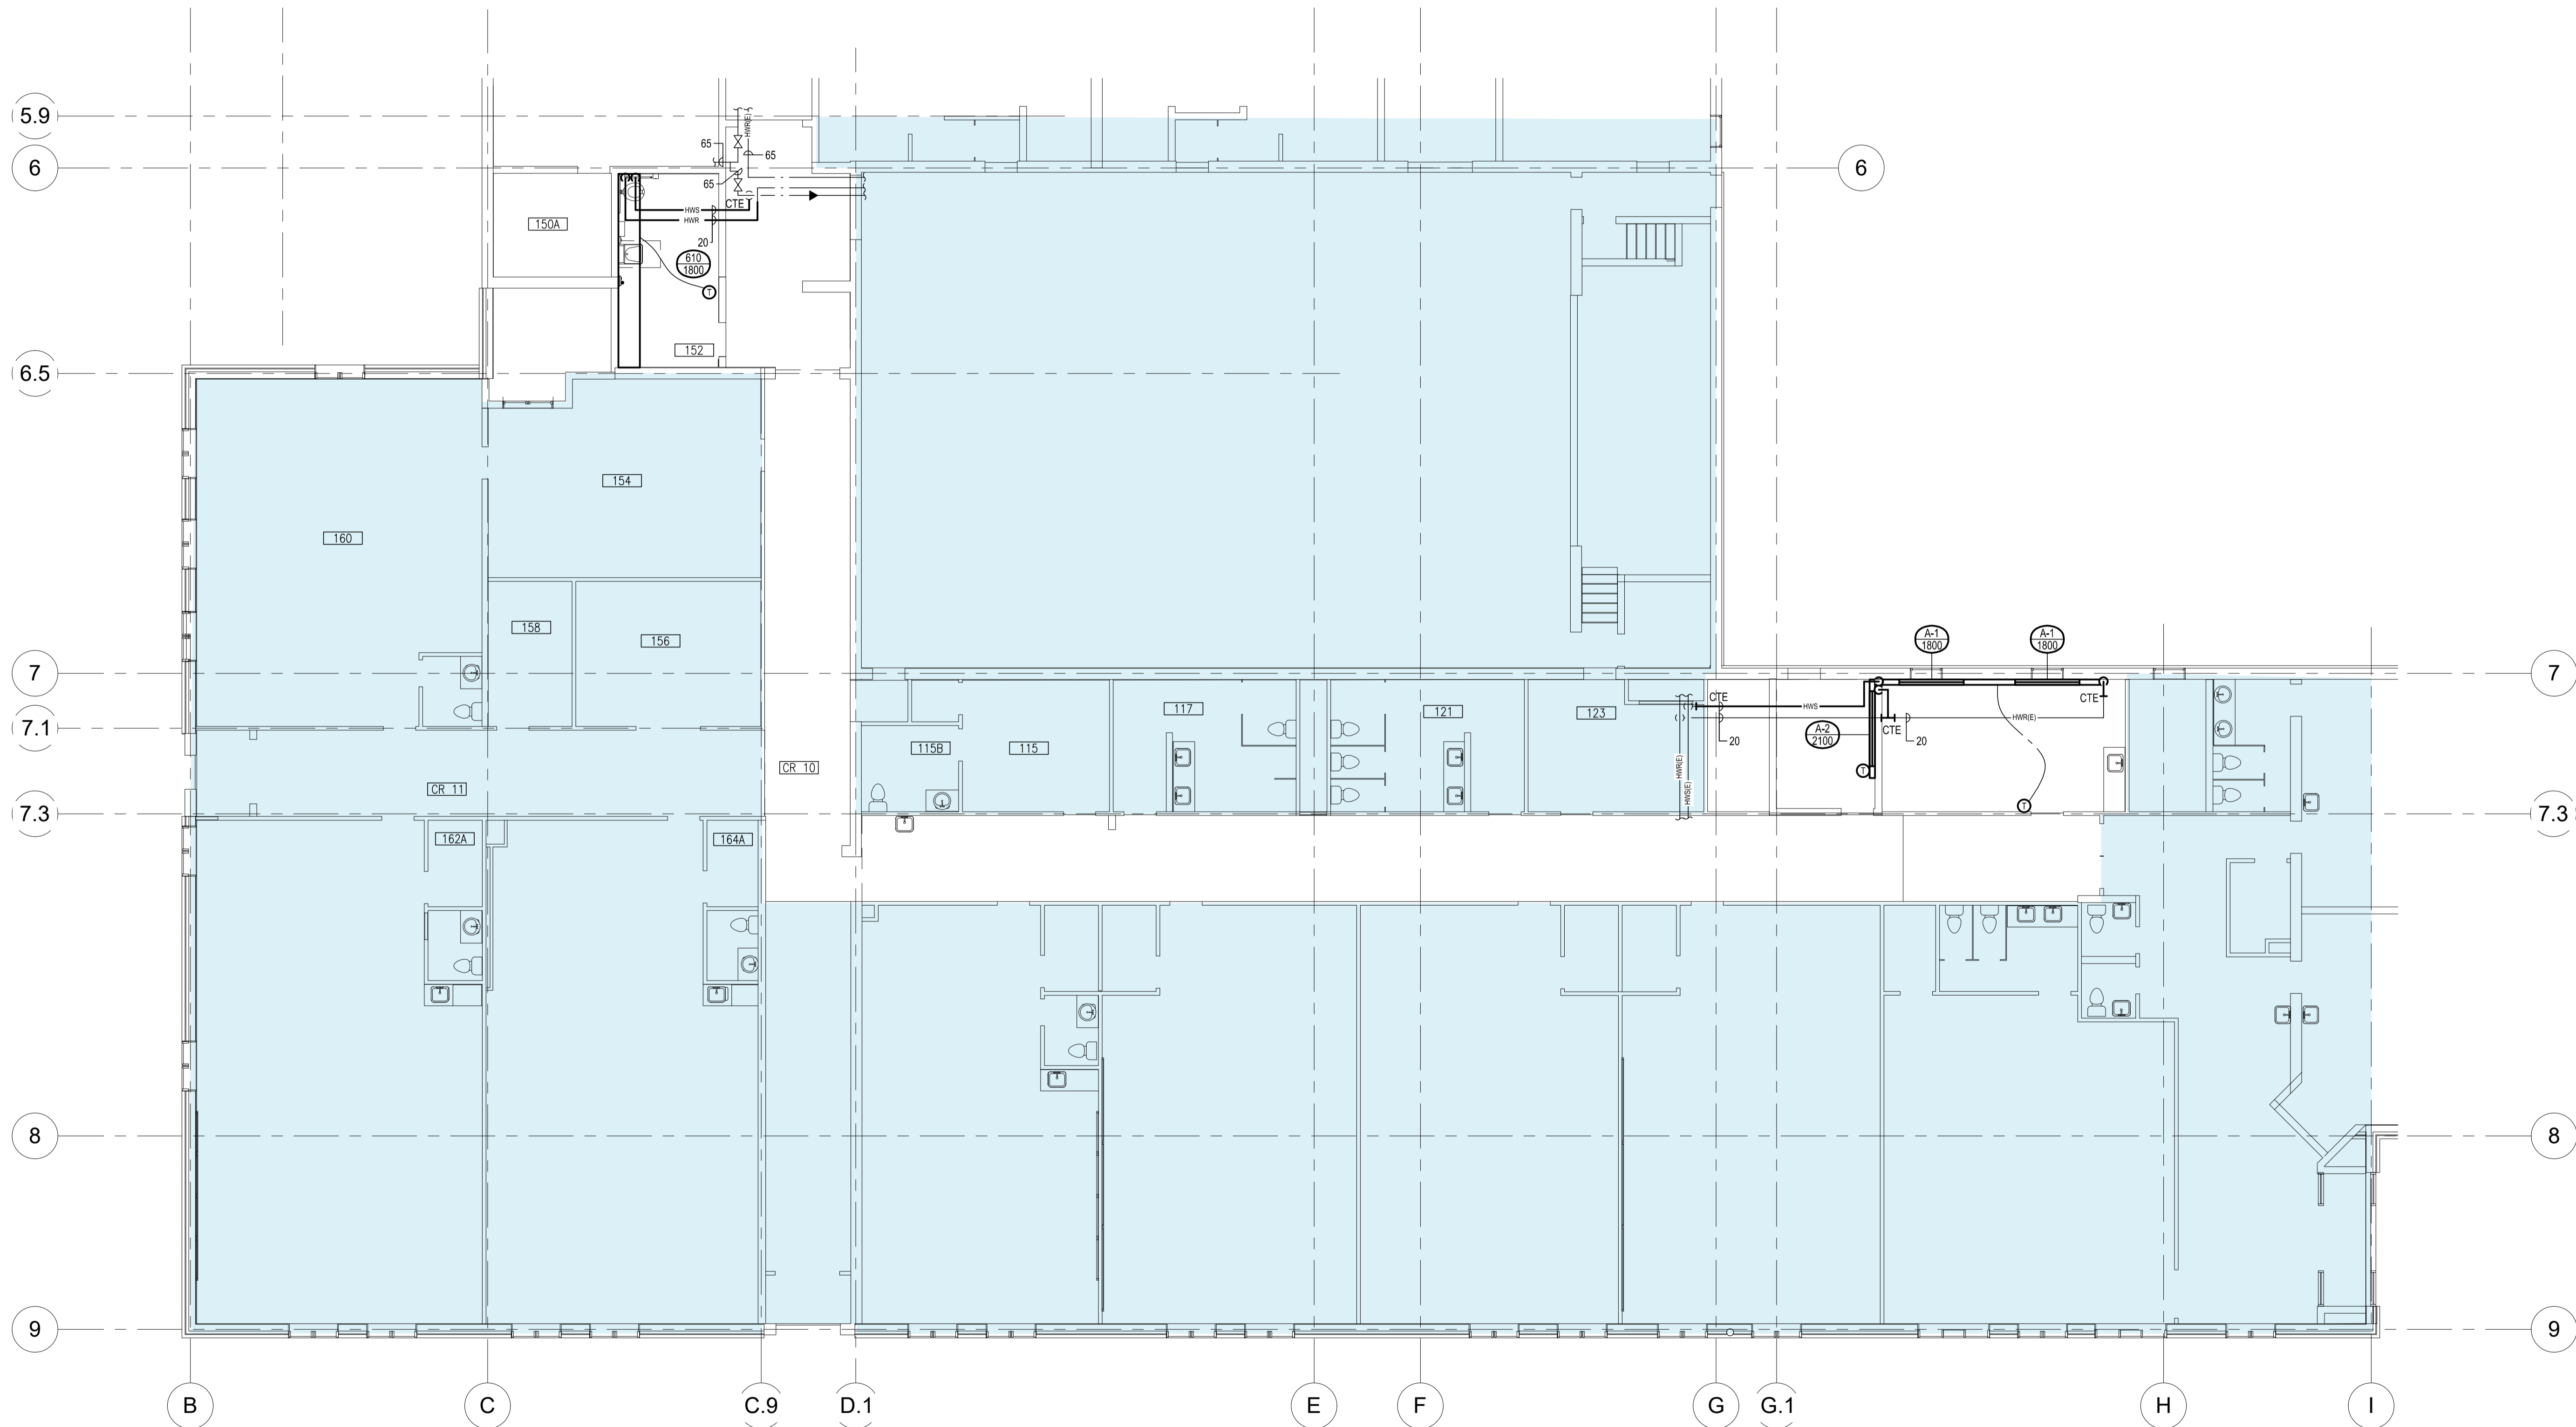 5.9
6
6
HWR(E)
65
65
65
CTE
HWS
HWR
20
150A
610
1800
T
152
6.5
154
160
158
156
A-1
1800
A-1
1800
7
7
CTE
CTE
HWS
HWR(E)
117
121
123
20
A-2
2100
CTE
20
7.1
115B
115
T
HWR(E)
HWS(E)
CR 10
CR 11
T
7.3
7.3
162A
164A
8
8
9
9
B
C
C.9
D.1
E
F
G
G.1
H
I